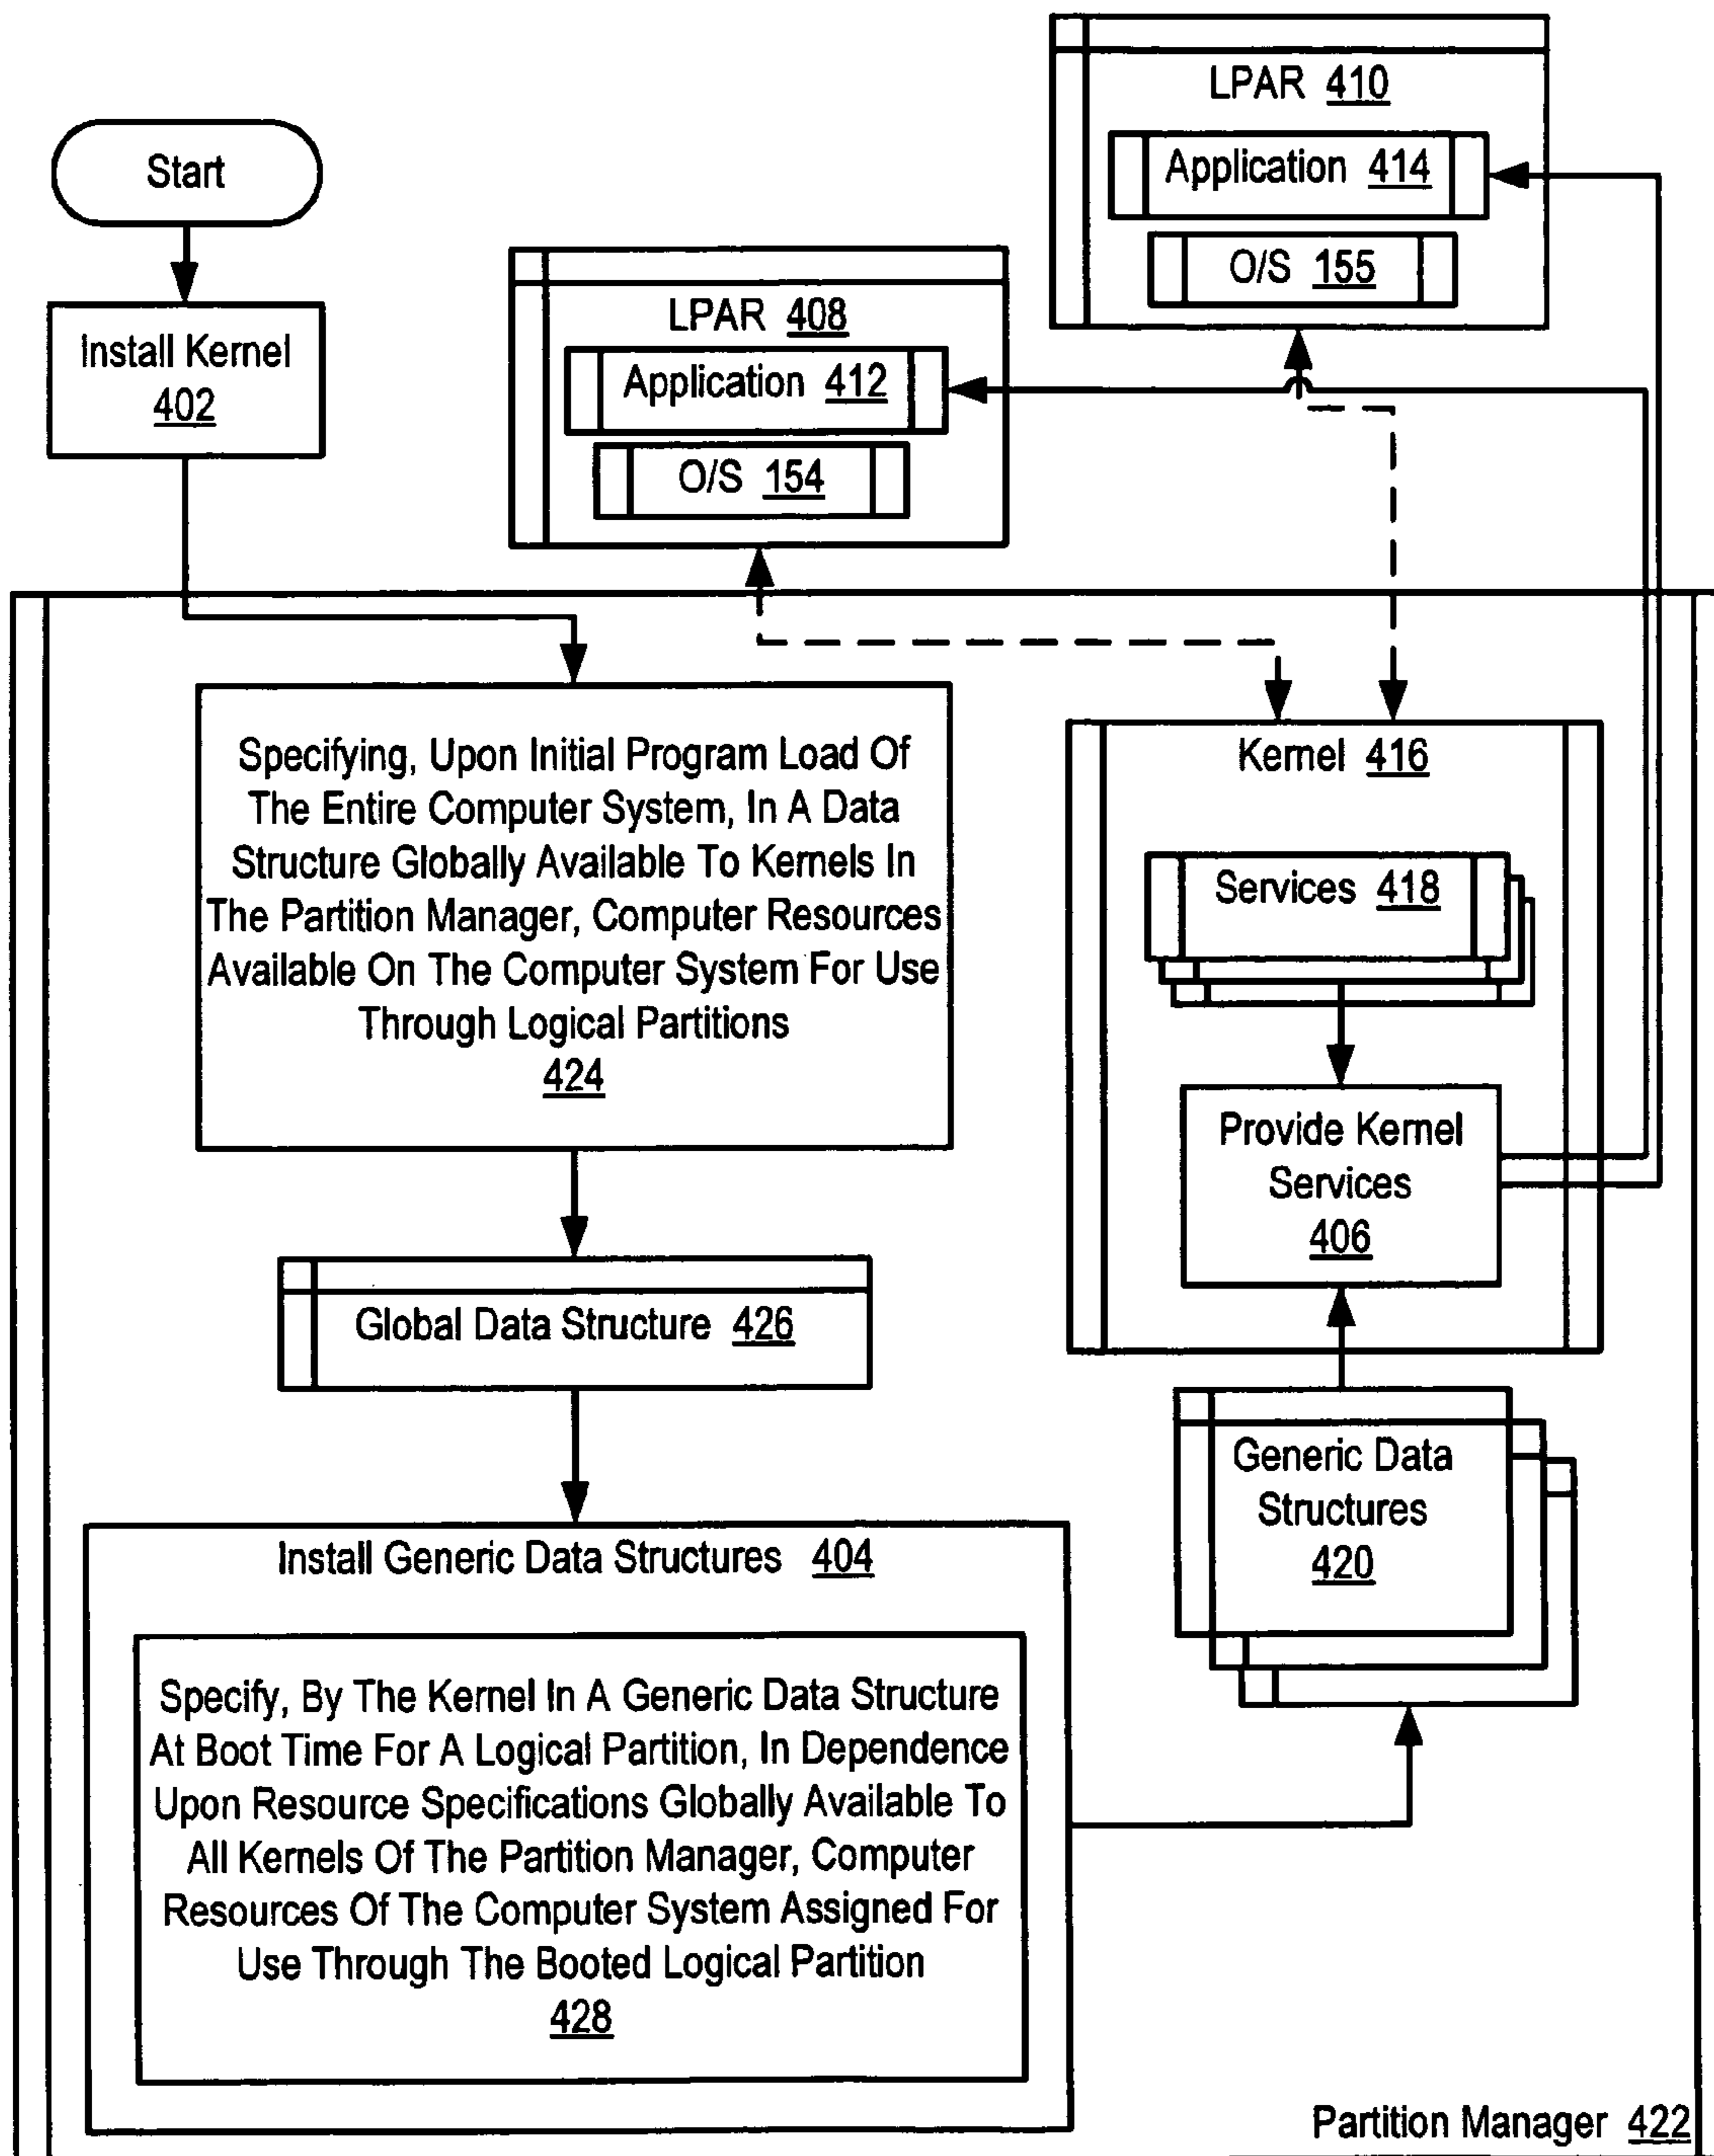 LPAR 410
Application 414
O/S 155
Start
Install Kernel
402
LPAR 408
Application 412
O/S 154
Specifying, Upon Initial Program Load Of
The Entire Computer System, In A Data
Structure Globally Available To Kernels In
The Partition Manager, Computer Resources
Available On The Computer System For Use
Through Logical Partitions
424
Kernel 416
Services 418
Provide Kernel
Services
406
Global Data Structure 426
Generic Data
Structures
420
Install Generic Data Structures 404
Specify, By The Kernel In A Generic Data Structure
At Boot Time For A Logical Partition, In Dependence
Upon Resource Specifications Globally Available To
All Kernels Of The Partition Manager, Computer
Resources Of The Computer System Assigned For
Use Through The Booted Logical Partition
428
Partition Manager 422